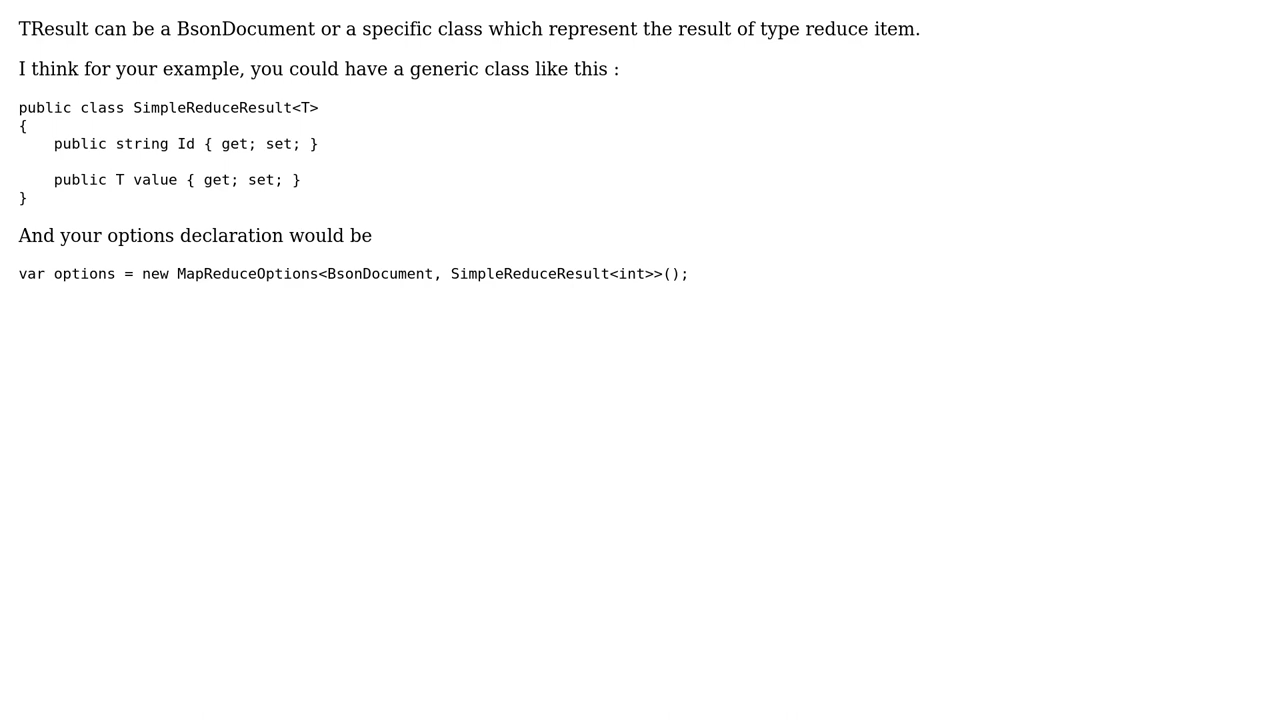 TResult can be a BsonDocument or a specific class which represent the result of type reduce item.
I think for your example, you could have a generic class like this :
public class SimpleReduceResult<T>
{
    public string Id { get; set; }
    public T value { get; set; }
}
And your options declaration would be
var options = new MapReduceOptions<BsonDocument, SimpleReduceResult<int>>();